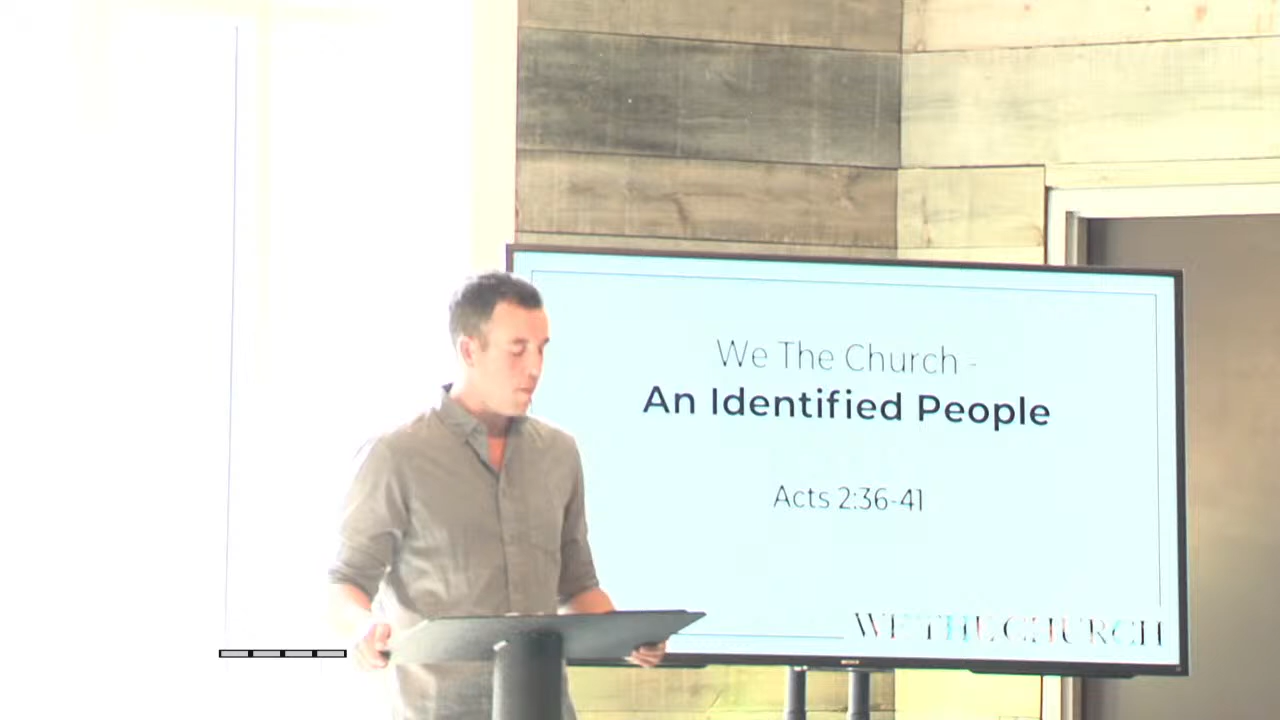 We The Church -
An Identified People
Acts 2:36-41
WE THE CHURCH